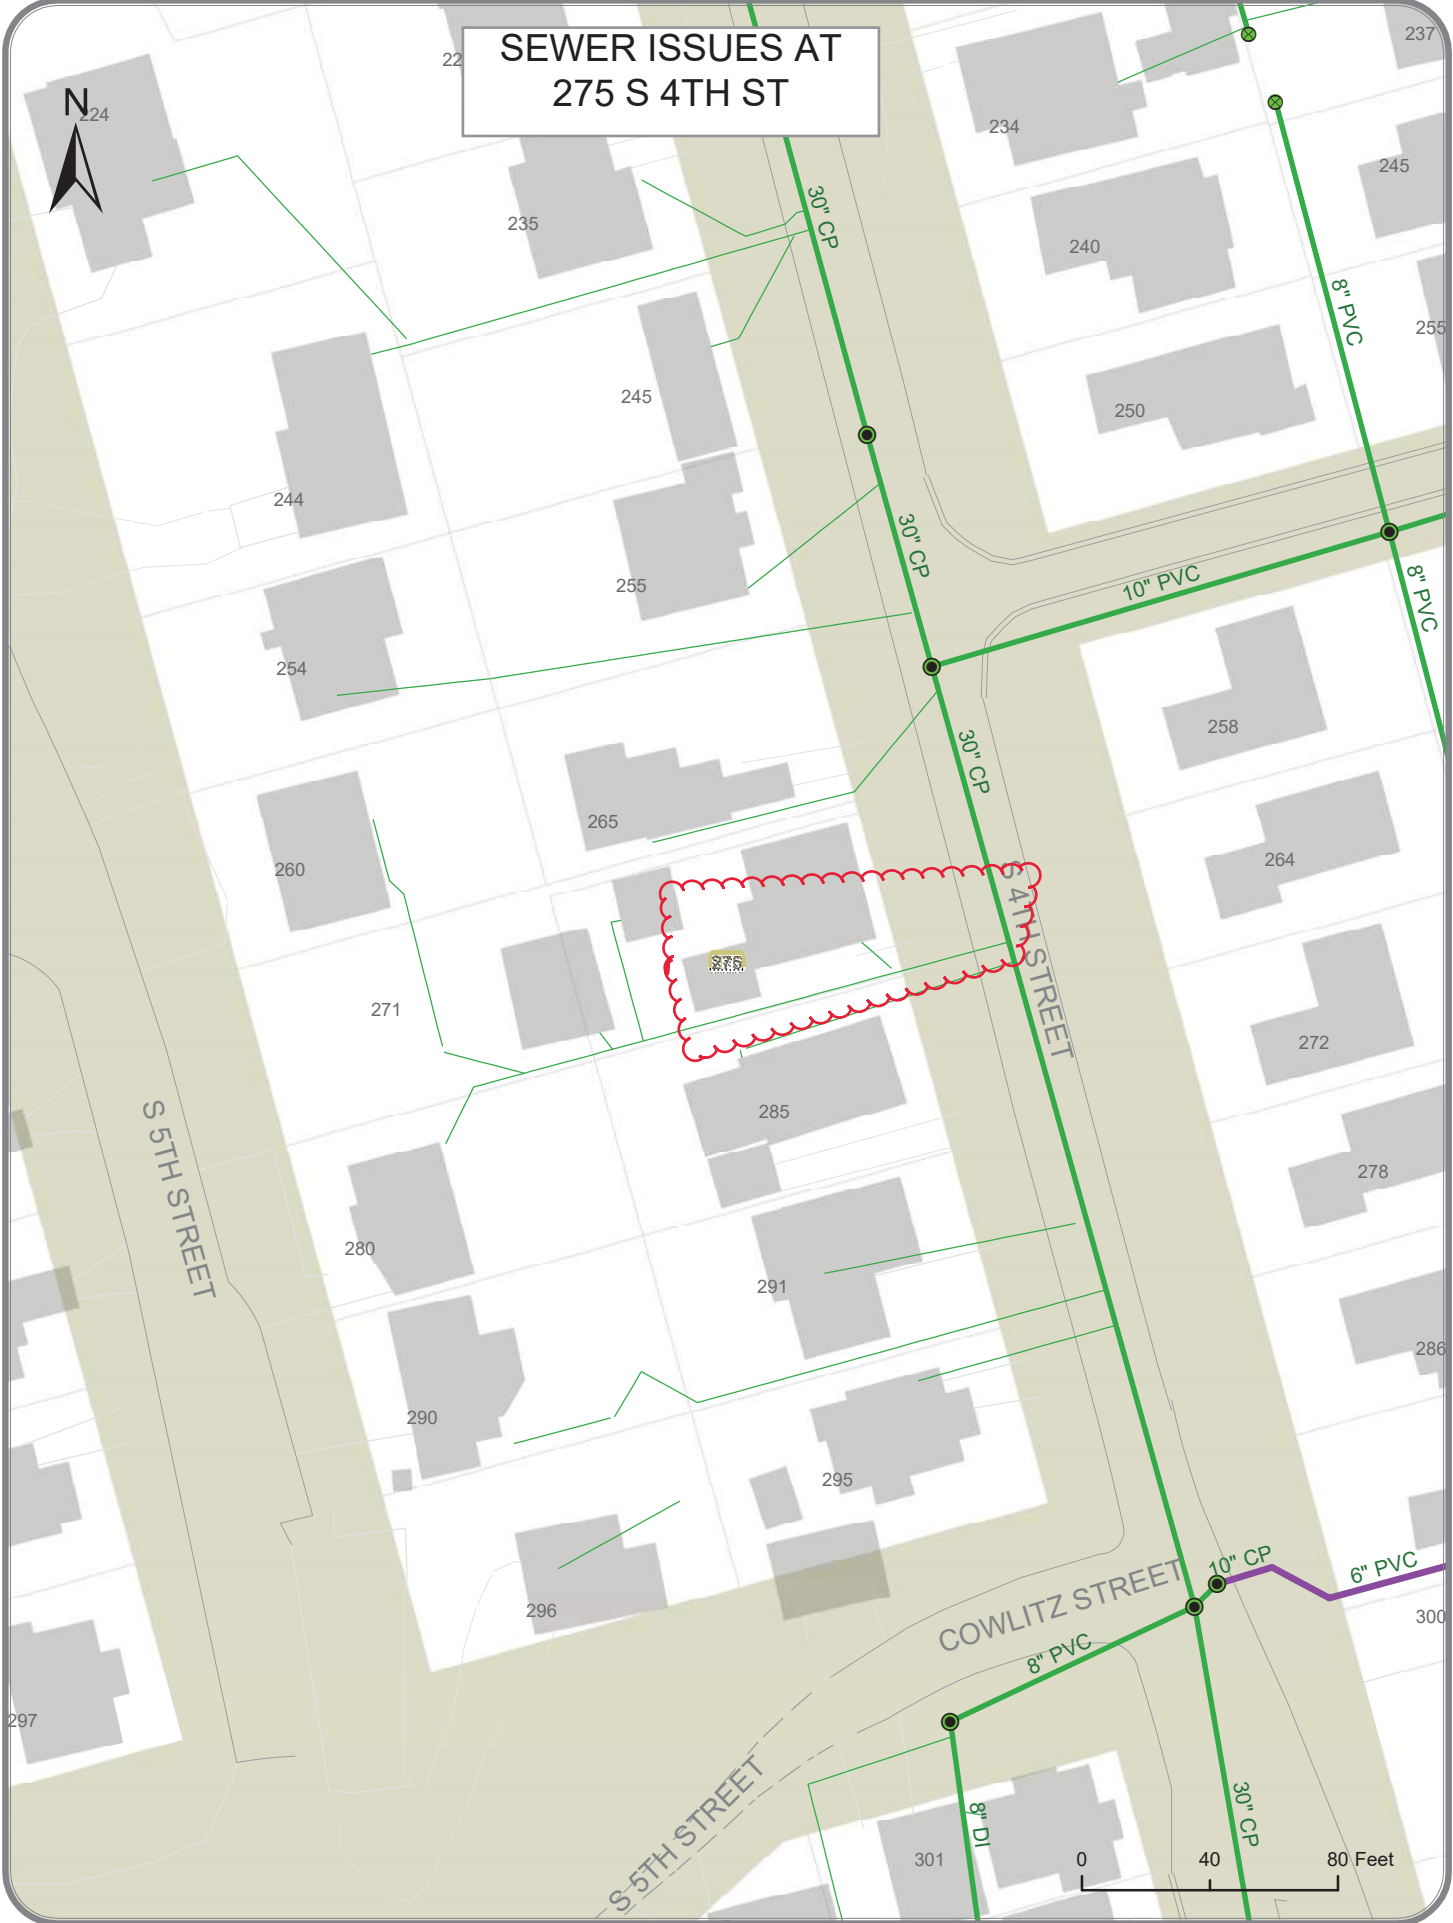 SEWER ISSUES AT
275 S 4TH ST
N
224
22
237
234
245
235
30" CP
240
8" PVC
255
245
250
244
30" CP
255
10" PVC
8" PVC
254
258
30" CP
265
264
260
S 4TH STREET
275
271
272
285
S 5TH STREET
278
280
291
286
290
295
10" CP
6" PVC
296
COWLITZ STREET
300
8" PVC
297
S 5TH STREET
8" DI
30" CP
301
0 40 80 Feet